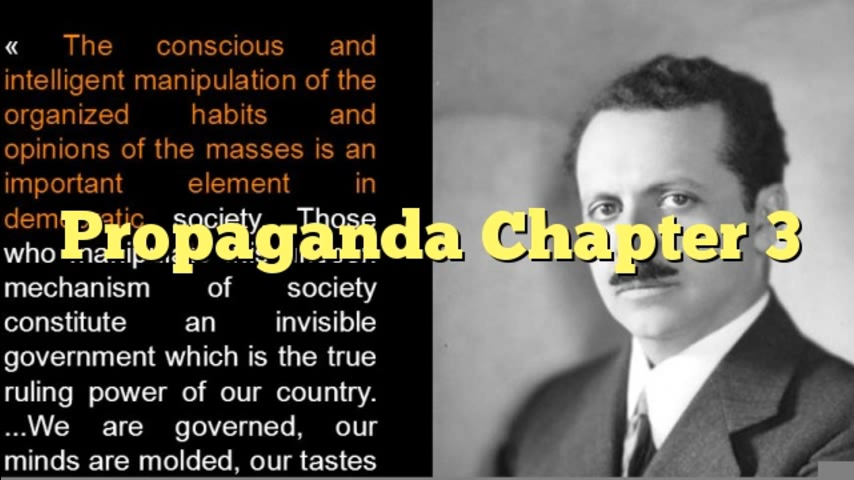 « The conscious and
intelligent manipulation of the
organized habits and
opinions of the masses is an
important element in
society. Those
Propaganda Chapter 3
who
mechanism of society
constitute an invisible
government which is the true
ruling power of our country.
...We are governed, our
minds are molded, our tastes